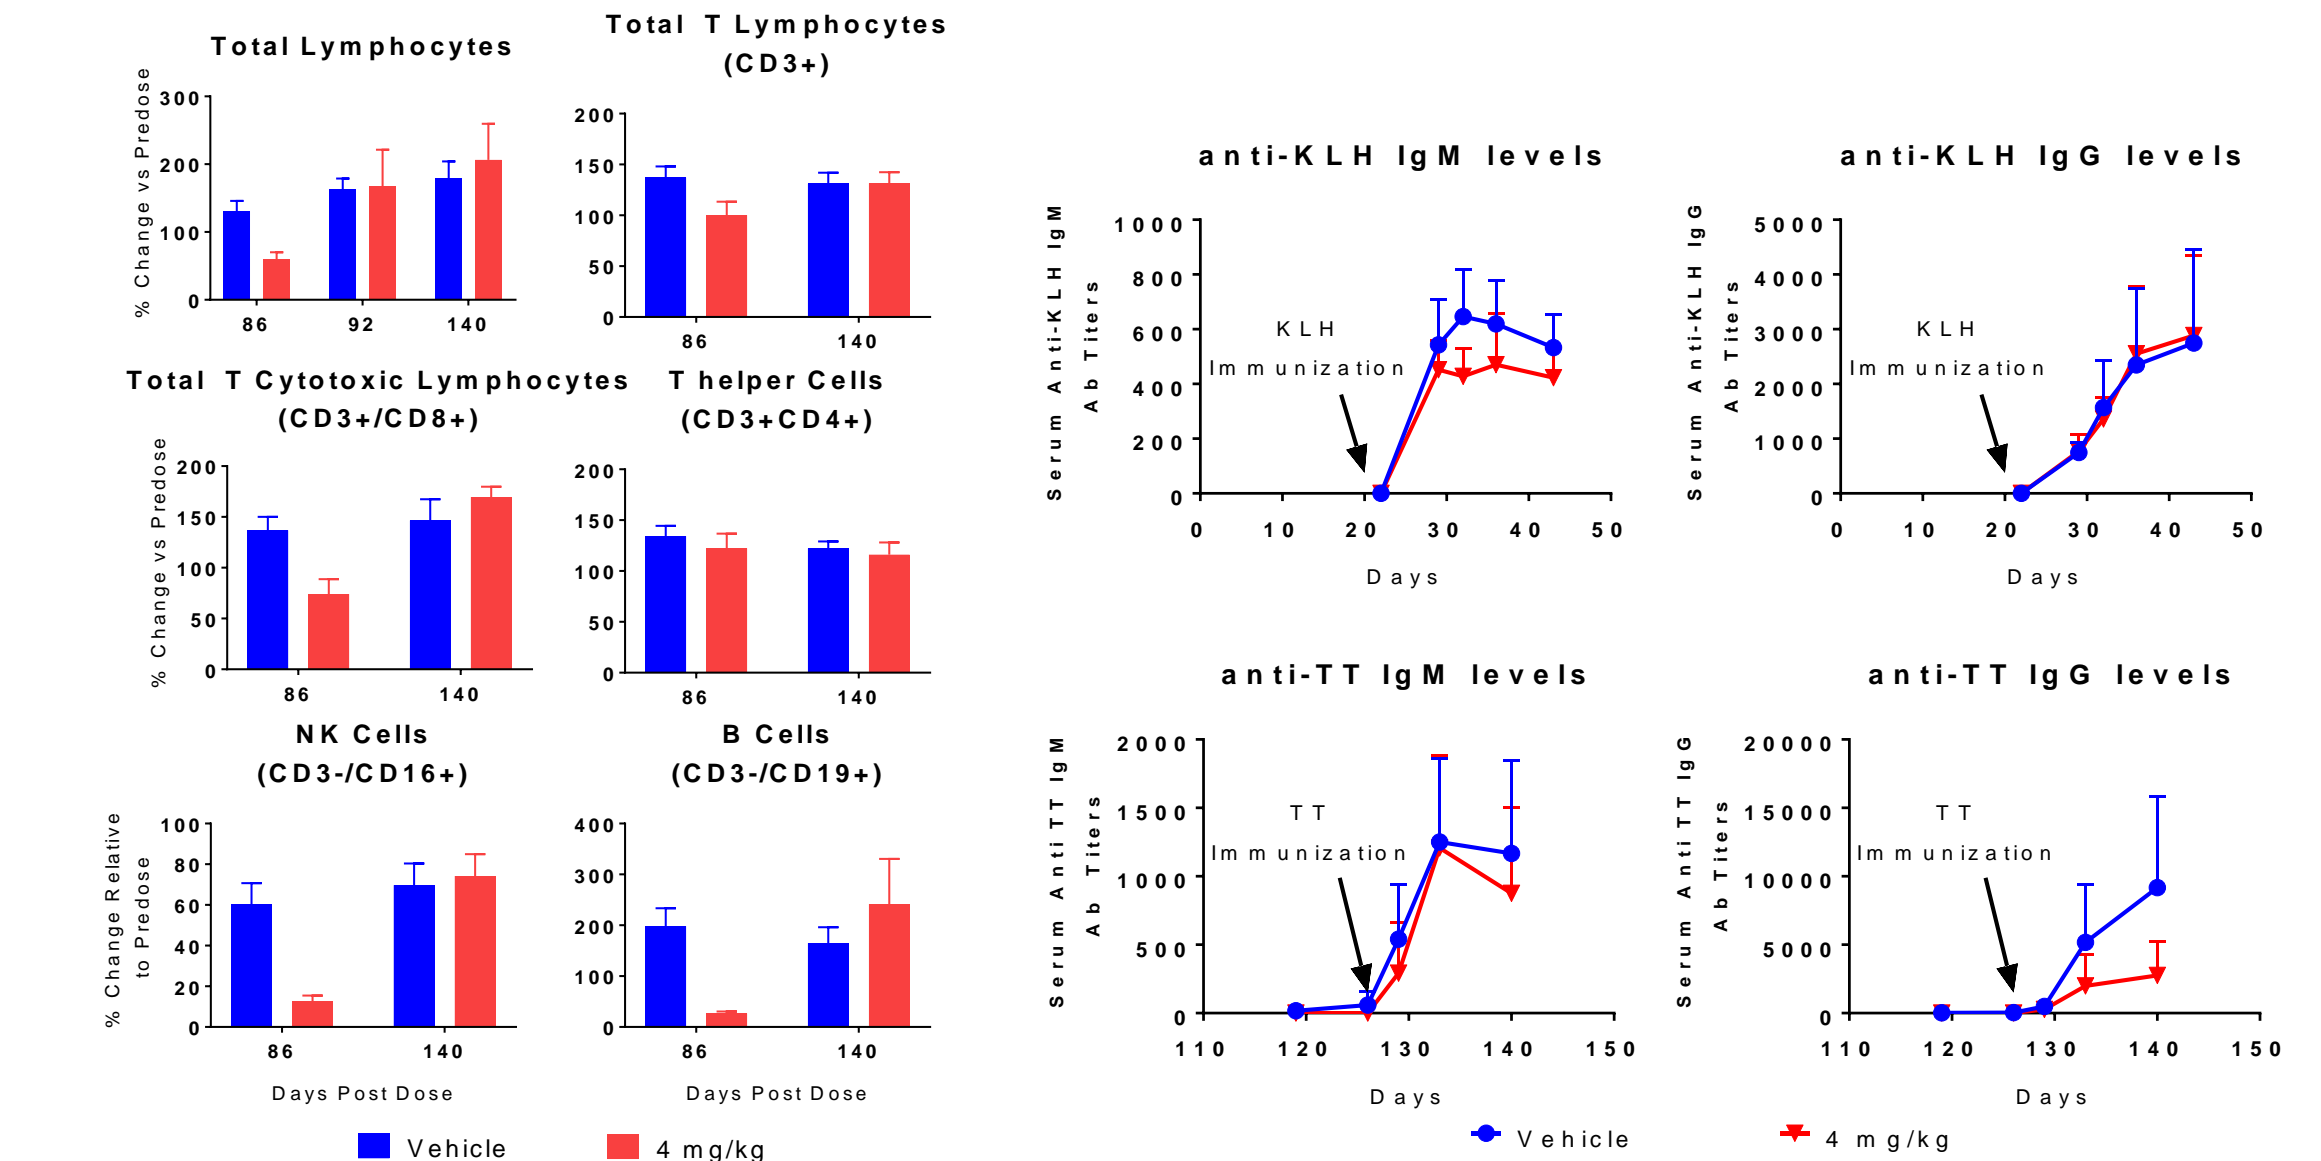 Total Lymphocytes
% Change vs Predose
300
200
100
0
86 92 140
Total T Lymphocytes
(CD3+)
200
150
100
50
0
86 140
Total T Cytotoxic Lymphocytes
(CD3+/CD8+)
% Change vs Predose
200
150
100
50
0
86 140
T helper Cells
(CD3+CD4+)
200
150
100
50
0
86 140
NK Cells
(CD3-/CD16+)
% Change Relative
to Predose
100
80
60
40
20
0
86 140
Days Post Dose
B Cells
(CD3-/CD19+)
400
300
200
100
0
86 140
Days Post Dose
Vehicle 4 mg/kg
anti-KLH IgM levels
Serum Anti-KLH IgM
Ab Titers
1000
800
600
400
200
0
KLH
Immunization
0 10 20 30 40 50
Days
anti-KLH IgG levels
Serum Anti-KLH IgG
Ab Titers
5000
4000
3000
2000
1000
0
KLH
Immunization
0 10 20 30 40 50
Days
anti-TT IgM levels
Serum Anti TT IgM
Ab Titers
2000
1500
1000
500
0
TT
Immunization
110 120 130 140 150
Days
anti-TT IgG levels
Serum Anti TT IgG
Ab Titers
20000
15000
10000
5000
0
TT
Immunization
110 120 130 140 150
Days
Vehicle 4 mg/kg